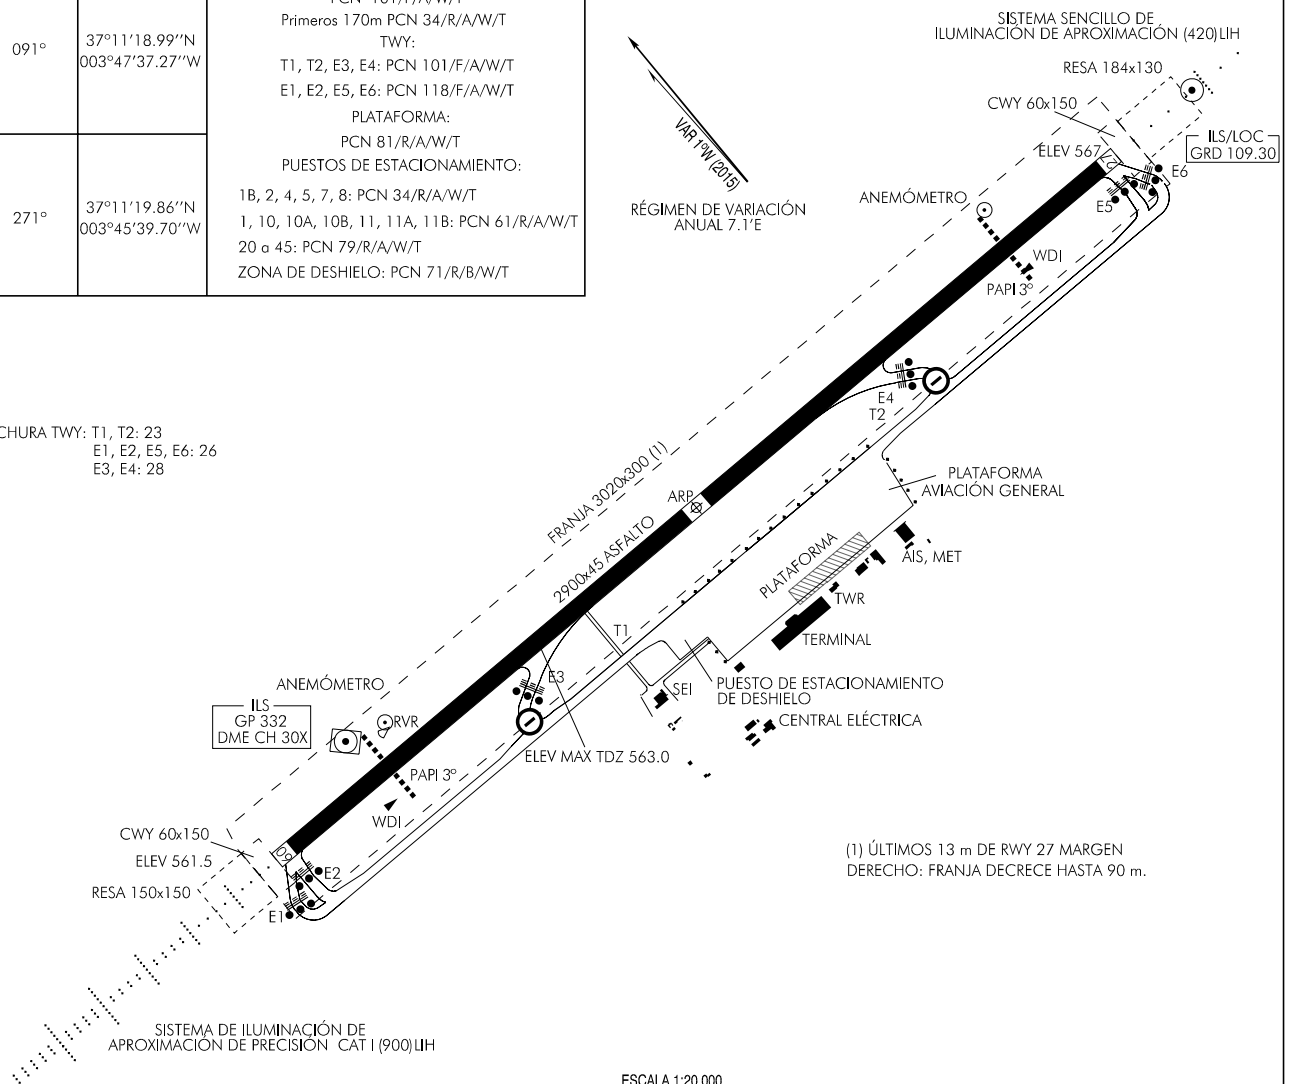 Primeros 170m PCN 34/R/A/W/T
TWY:
T1, T2, E3, E4: PCN 101/F/A/W/T
E1, E2, E5, E6: PCN 118/F/A/W/T
PLATAFORMA:
PCN 81/R/A/W/T
PUESTOS DE ESTACIONAMIENTO:
1B, 2, 4, 5, 7, 8: PCN 34/R/A/W/T
1, 10, 10A, 10B, 11, 11A, 11B: PCN 61/R/A/W/T
20 a 45: PCN 79/R/A/W/T
ZONA DE DESHIELO: PCN 71/R/B/W/T
091°
37°11'18.99''N
003°47'37.27''W
271°
37°11'19.86''N
003°45'39.70''W
VAR 1°W (2015)
RÉGIMEN DE VARIACIÓN
ANUAL 7.1'E
SISTEMA SENCILLO DE
ILUMINACIÓN DE APROXIMACIÓN (420)LIH
RESA 184x130
CWY 60x150
ILS/LOC
GRD 109.30
ELEV 567
27
E6
E5
ANEMÓMETRO
WDI
PAPI 3°
E4
T2
CHURA TWY: T1, T2: 23
E1, E2, E5, E6: 26
E3, E4: 28
FRANJA 3020x300 (1)
ARP
2900x45 ASFALTO
PLATAFORMA
AVIACIÓN GENERAL
PLATAFORMA
AIS, MET
TWR
TERMINAL
T1
E3
SEI
PUESTO DE ESTACIONAMIENTO
DE DESHIELO
CENTRAL ELÉCTRICA
ANEMÓMETRO
ILS
GP 332
DME CH 30X
RVR
ELEV MAX TDZ 563.0
PAPI 3°
WDI
CWY 60x150
ELEV 561.5
RESA 150x150
09
E2
E1
(1) ÚLTIMOS 13 m DE RWY 27 MARGEN
DERECHO: FRANJA DECRECE HASTA 90 m.
SISTEMA DE ILUMINACIÓN DE
APROXIMACIÓN DE PRECISIÓN CAT I (900)LIH
ESCALA 1:20.000